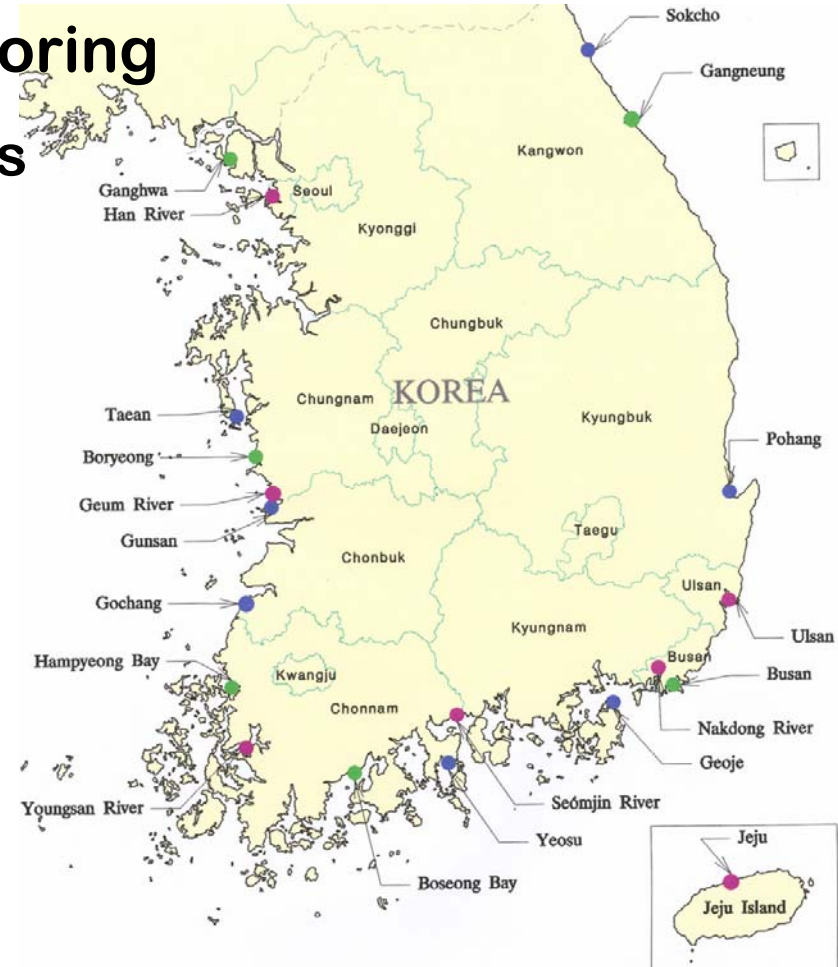 oring
s
Sokcho
Gangneung
Kangwon
Ganghwa
Seoul
Han River
Kyonggi
Chungbuk
KOREA
Chungnam
Daejeon
Kyungbuk
Taean
Boryeong
Pohang
Geum River
Gunsan
Taegu
Chonbuk
Ulsan
Gochang
Kyungnam
Ulsan
Hampyeong Bay
Busan
Kwangju
Busan
Chonnam
Nakdong River
Geoje
Youngsan River
Seómjin River
Yeosu
Jeju
Boseong Bay
Jeju Island